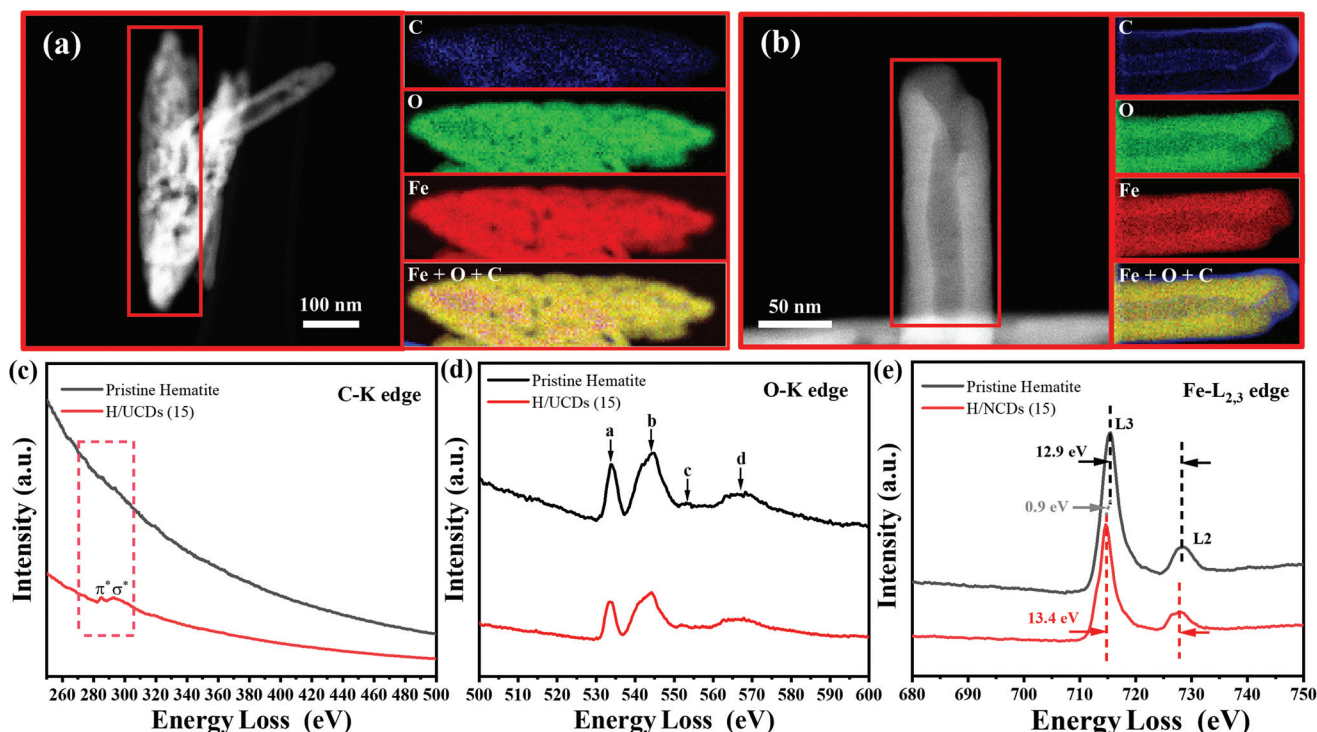 (a)
100 nm
C
O
Fe
Fe + O + C
(b)
50 nm
C
O
Fe
Fe + O + C
(c)
Pristine Hematite
H/UCDs (15)
C-K edge
π* σ*
Intensity (a.u.)
260 280 300 320 340 360 380 400 420 440 460 480 500
Energy Loss (eV)
(d)
Pristine Hematite
H/UCDs (15)
O-K edge
a
b
c
d
Intensity (a.u.)
500 510 520 530 540 550 560 570 580 590 600
Energy Loss (eV)
(e)
Pristine Hematite
H/NCDs (15)
Fe-L2,3 edge
L3
12.9 eV
0.9 eV
L2
13.4 eV
Intensity (a.u.)
680 690 700 710 720 730 740 750
Energy Loss (eV)